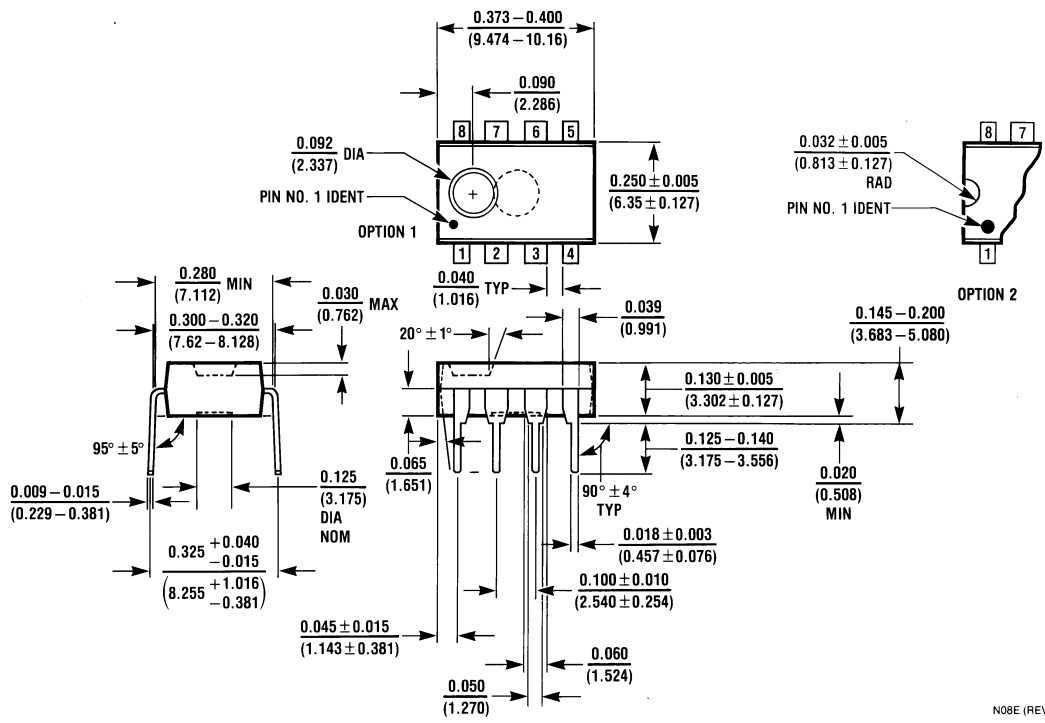 0.373 – 0.400
(9.474 – 10.16)
0.090
(2.286)
8 7 6 5
0.092
(2.337) DIA
PIN NO. 1 IDENT
OPTION 1
0.250 ± 0.005
(6.35 ± 0.127)
1 2 3 4
0.032 ± 0.005
(0.813 ± 0.127)
RAD
PIN NO. 1 IDENT
8 7
1
OPTION 2
0.280
(7.112) MIN
0.300 – 0.320
(7.62 – 8.128)
0.030
(0.762) MAX
0.040
(1.016) TYP
0.039
(0.991)
20° ± 1°
0.145 – 0.200
(3.683 – 5.080)
0.130 ± 0.005
(3.302 ± 0.127)
95° ± 5°
0.065
(1.651)
0.125 – 0.140
(3.175 – 3.556)
0.020
(0.508)
MIN
90° ± 4°
TYP
0.009 – 0.015
(0.229 – 0.381)
0.125
(3.175)
DIA
NOM
0.018 ± 0.003
(0.457 ± 0.076)
0.325 +0.040
−0.015
(8.255 +1.016
−0.381)
0.100 ± 0.010
(2.540 ± 0.254)
0.045 ± 0.015
(1.143 ± 0.381)
0.060
(1.524)
0.050
(1.270)
N08E (REV